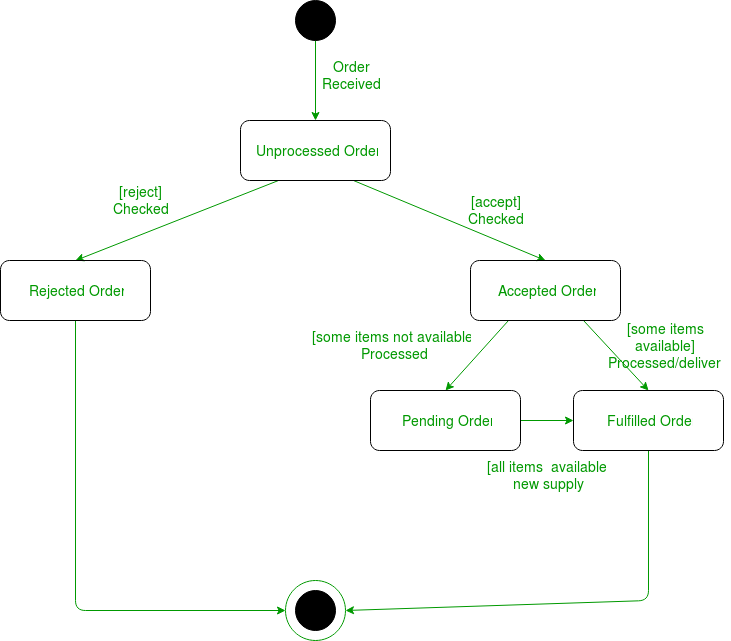 Order
Received
Unprocessed Order
[reject]
Checked
[accept]
Checked
Rejected Order
Accepted Order
[some items not available
Processed
[some items
available]
Processed/deliver
Pending Order
Fulfilled Orde
[all items available
new supply